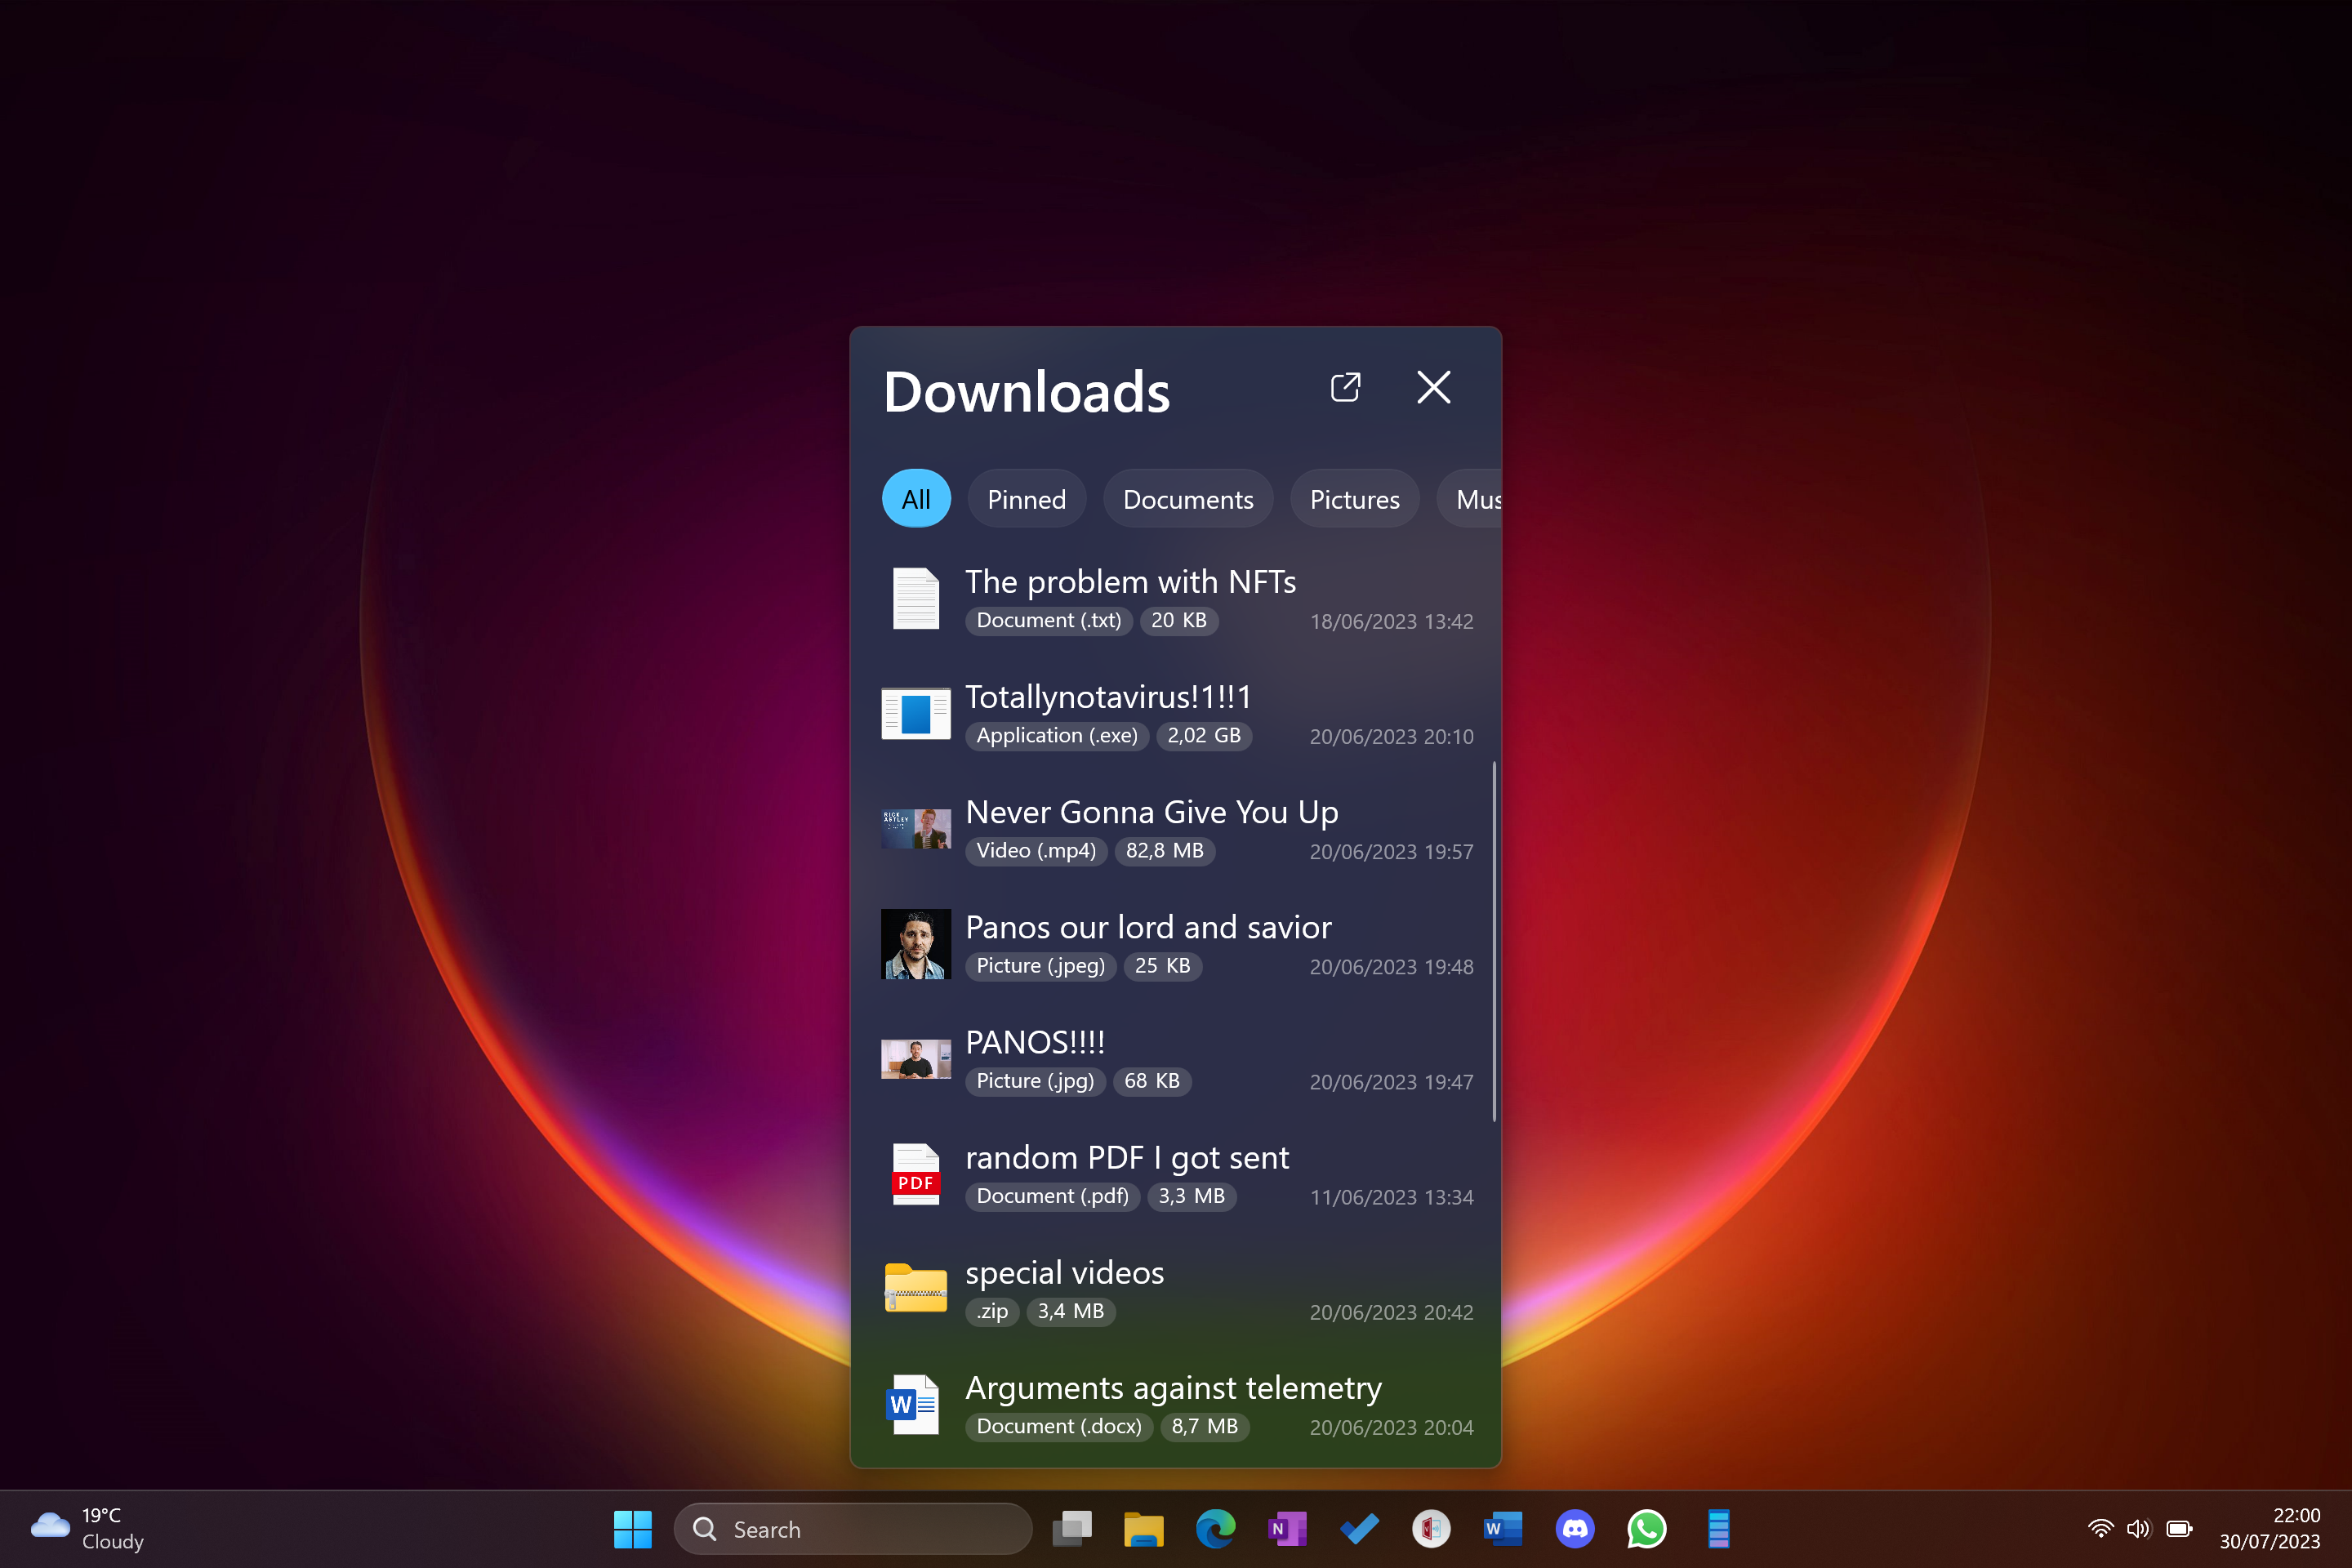 Downloads
All Pinned Documents Pictures Mus
The problem with NFTs
Document (.txt) 20 KB 18/06/2023 13:42
Totallynotavirus!1!!1
Application (.exe) 2,02 GB 20/06/2023 20:10
RICK
ASTLEY
Never Gonna Give You Up
Video (.mp4) 82,8 MB 20/06/2023 19:57
Panos our lord and savior
Picture (.jpeg) 25 KB 20/06/2023 19:48
PANOS!!!!
Picture (.jpg) 68 KB 20/06/2023 19:47
random PDF I got sent
PDF
Document (.pdf) 3,3 MB 11/06/2023 13:34
special videos
.zip 3,4 MB 20/06/2023 20:42
Arguments against telemetry
W
Document (.docx) 8,7 MB 20/06/2023 20:04
19°C
Cloudy
Search
N
W
22:00
30/07/2023